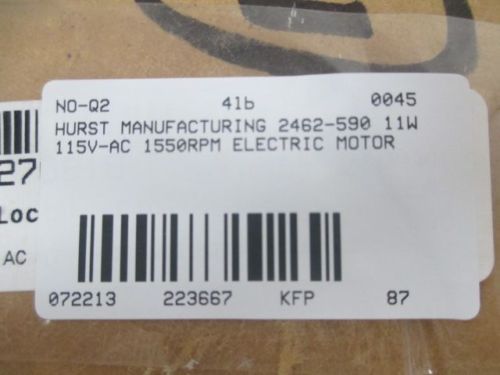 NO-Q2 41b 0045
HURST MANUFACTURING 2462-590 11W
115V-AC 1550RPM ELECTRIC MOTOR
072213 223667 KFP 87
27
Loc
AC